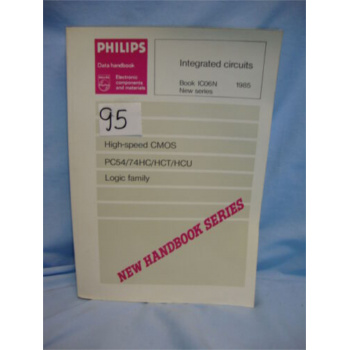 PHILIPS
Data handbook
Electronic
components
and materials
Integrated circuits
Book IC06N 1985
New series
95
High-speed CMOS
PC54/74HC/HCT/HCU
Logic family
NEW HANDBOOK SERIES